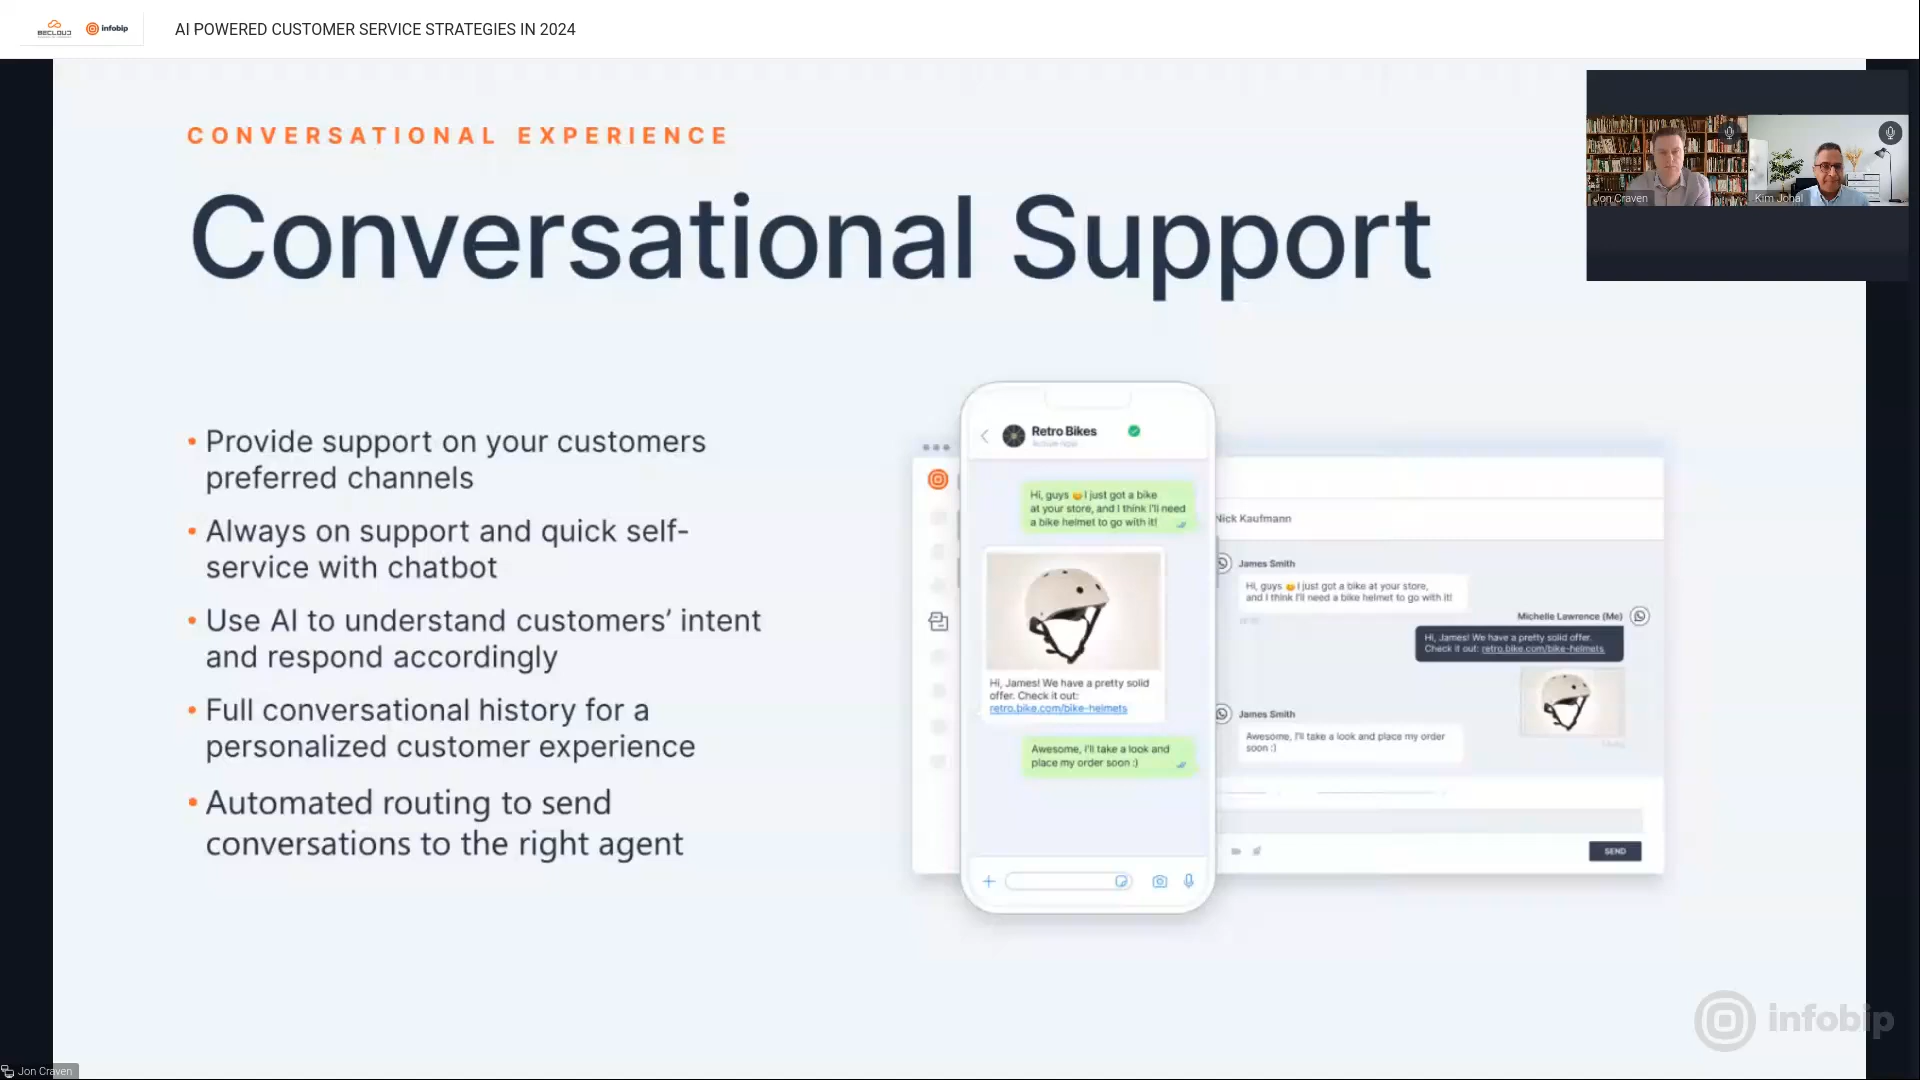 BECLOUD
infobip
AI POWERED CUSTOMER SERVICE STRATEGIES IN 2024
CONVERSATIONAL EXPERIENCE
Conversational Support
Jon Craven
Kim Johal
• Provide support on your customers
preferred channels
• Always on support and quick self-
service with chatbot
• Use AI to understand customers’ intent
and respond accordingly
• Full conversational history for a
personalized customer experience
• Automated routing to send
conversations to the right agent
Retro Bikes
Active now
Hi, guys 😊 I just got a bike
at your store, and I think I'll need
a bike helmet to go with it!
Hi, James! We have a pretty solid
offer. Check it out:
retro.bike.com/bike-helmets
Awesome, I'll take a look and
place my order soon :)
Nick Kaufmann
James Smith
Hi, guys 😊 I just got a bike at your store,
and I think I'll need a bike helmet to go with it!
Michelle Lawrence (Me)
Hi, James! We have a pretty solid offer.
Check it out: retro.bike.com/bike-helmets
James Smith
Awesome, I'll take a look and place my order
soon :)
SEND
infobip
Jon Craven